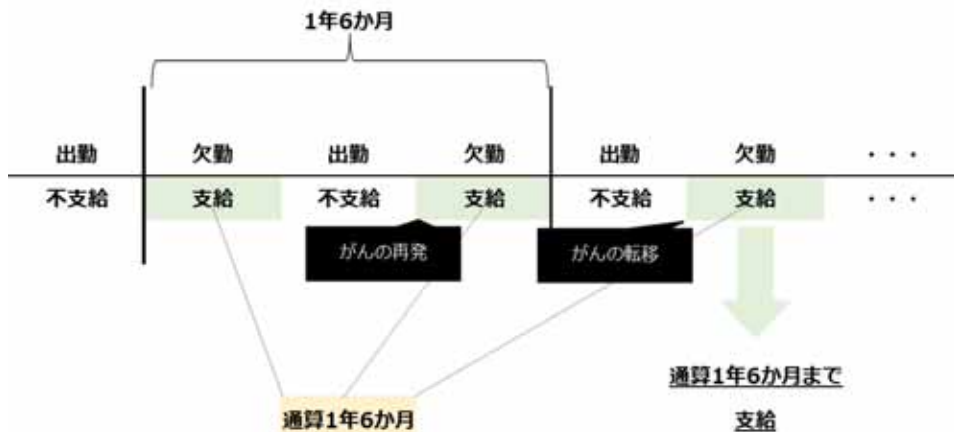 1年6か月
出勤 欠勤 出勤 欠勤 出勤 欠勤 ・・・
不支給 支給 不支給 支給 不支給 支給 ・・・
がんの再発 がんの転移
通算1年6か月まで
支給
通算1年6か月